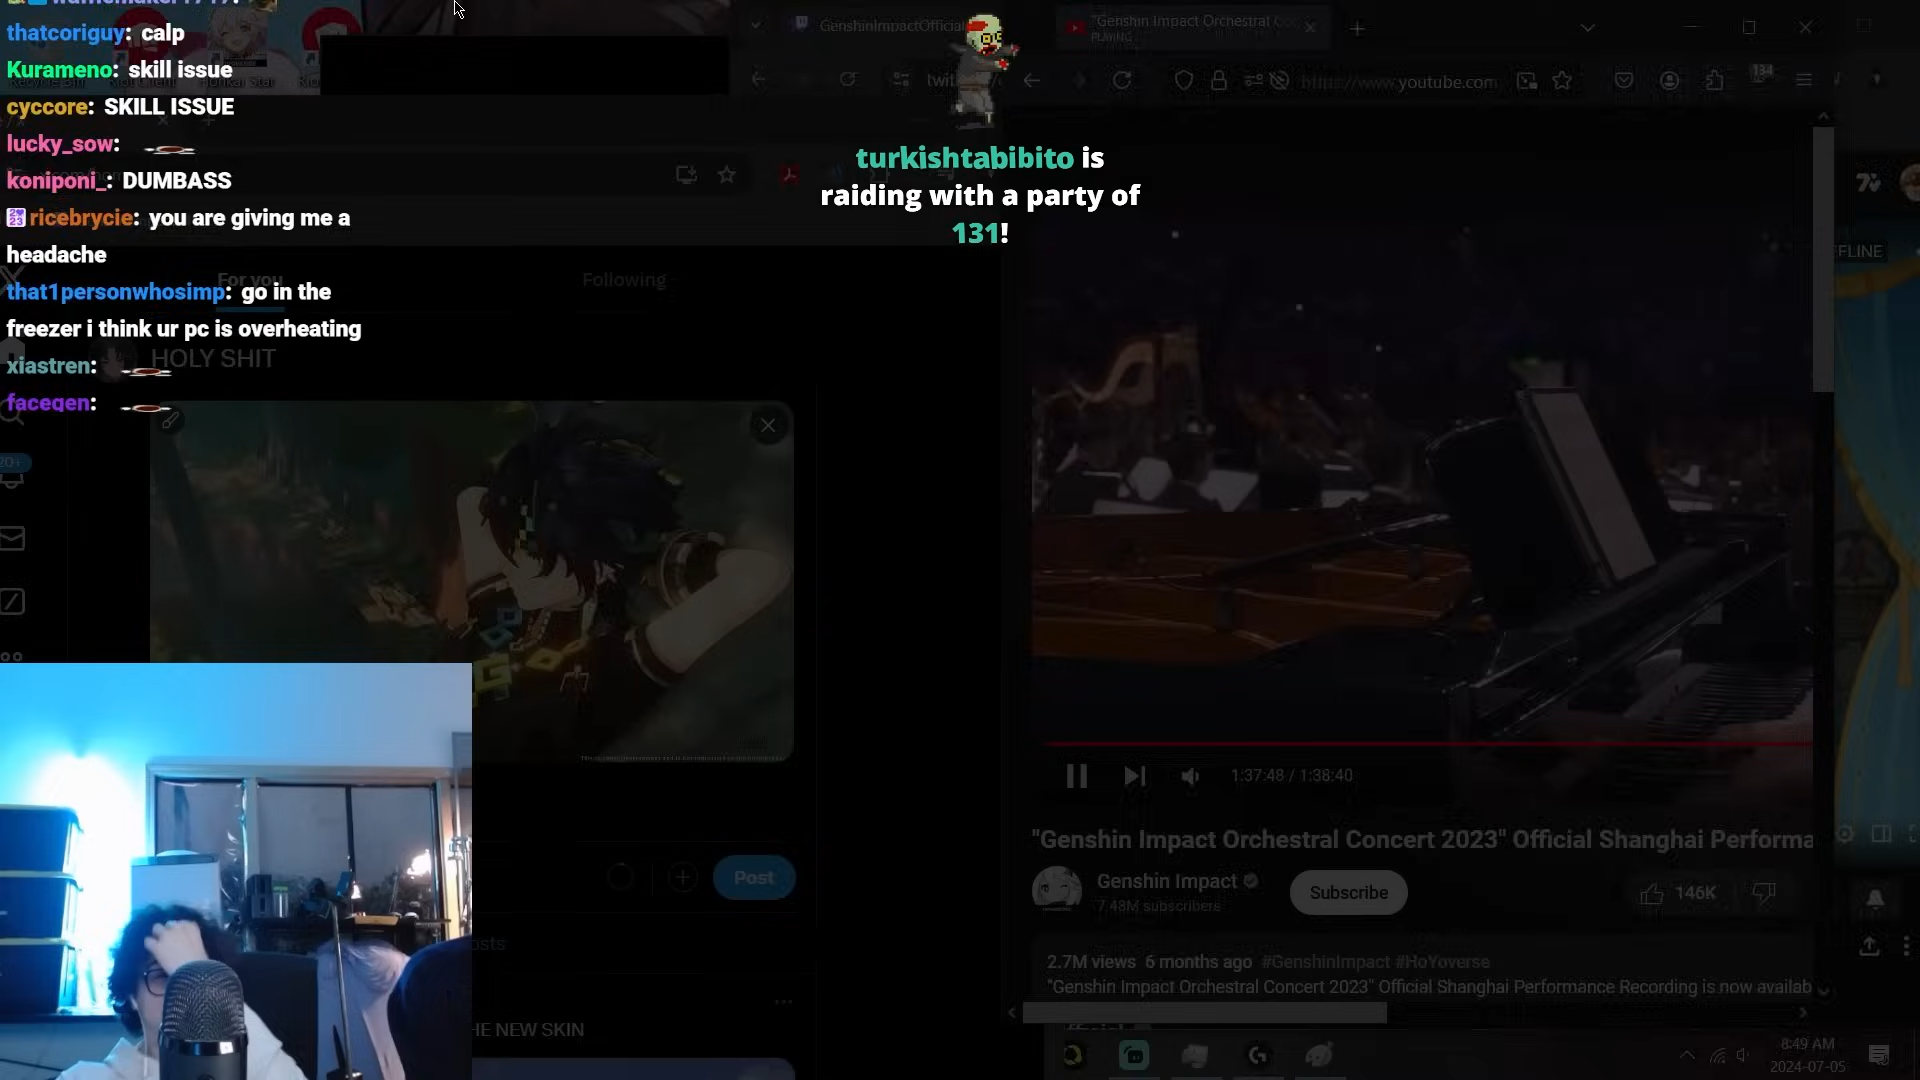 thatcoriguy: calp
Kurameno: skill issue
cyccore: SKILL ISSUE
lucky_sow:
koniponi_: DUMBASS
ricebrycie: you are giving me a
headache
that1personwhosimp: go in the
freezer i think ur pc is overheating
xiastren:
facegen:
turkishtabibito is
raiding with a party of
131!
GenshinImpactOfficial
"Genshin Impact Orchestral Co
PLAYING
https://www.youtube.com
134
For you
Following
HOLY SHIT
20+
Post
HE NEW SKIN
FFLINE
1:37:48 / 1:38:40
"Genshin Impact Orchestral Concert 2023" Official Shanghai Performa
Genshin Impact
7.48M subscribers
Subscribe
146K
2.7M views 6 months ago #GenshinImpact #HoYoverse
"Genshin Impact Orchestral Concert 2023" Official Shanghai Performance Recording is now availab
8:49 AM
2024-07-05